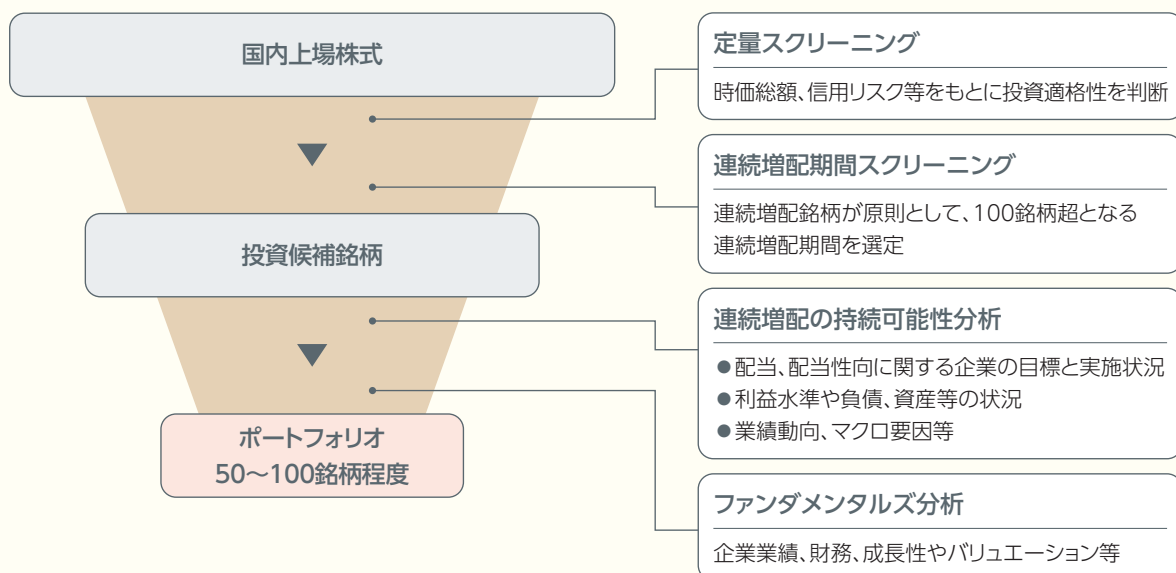 国内上場株式
投資候補銘柄
ポートフォリオ
50〜100銘柄程度
定量スクリーニング
時価総額、信用リスク等をもとに投資適格性を判断
連続増配期間スクリーニング
連続増配銘柄が原則として、100銘柄超となる
連続増配期間を選定
連続増配の持続可能性分析
●配当、配当性向に関する企業の目標と実施状況
●利益水準や負債、資産等の状況
●業績動向、マクロ要因等
ファンダメンタルズ分析
企業業績、財務、成長性やバリュエーション等